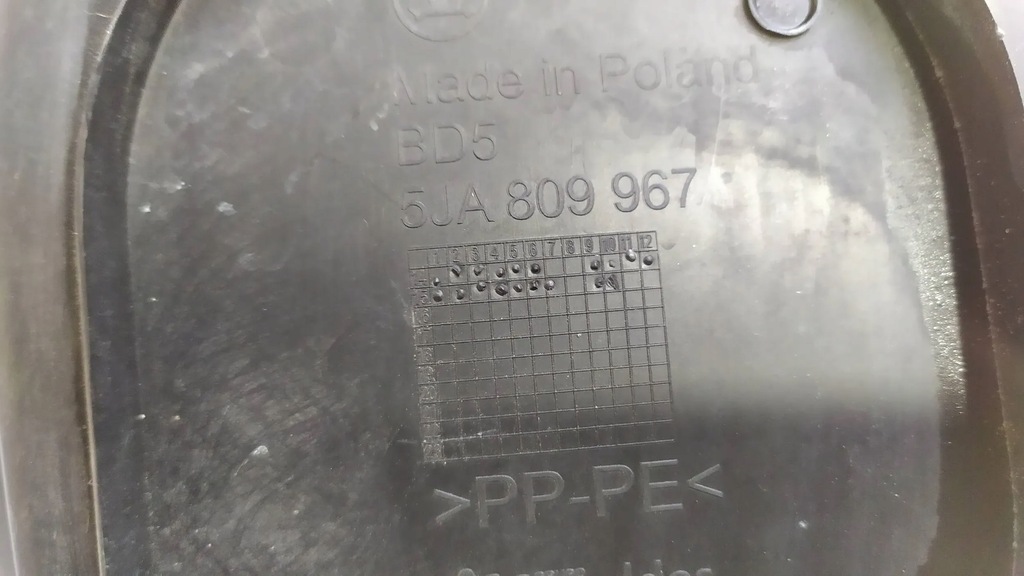 Made in Poland
BD5
5JA 809 967
1 2 3 4 5 6 7 8 9 10 11 12
>PP-PE<